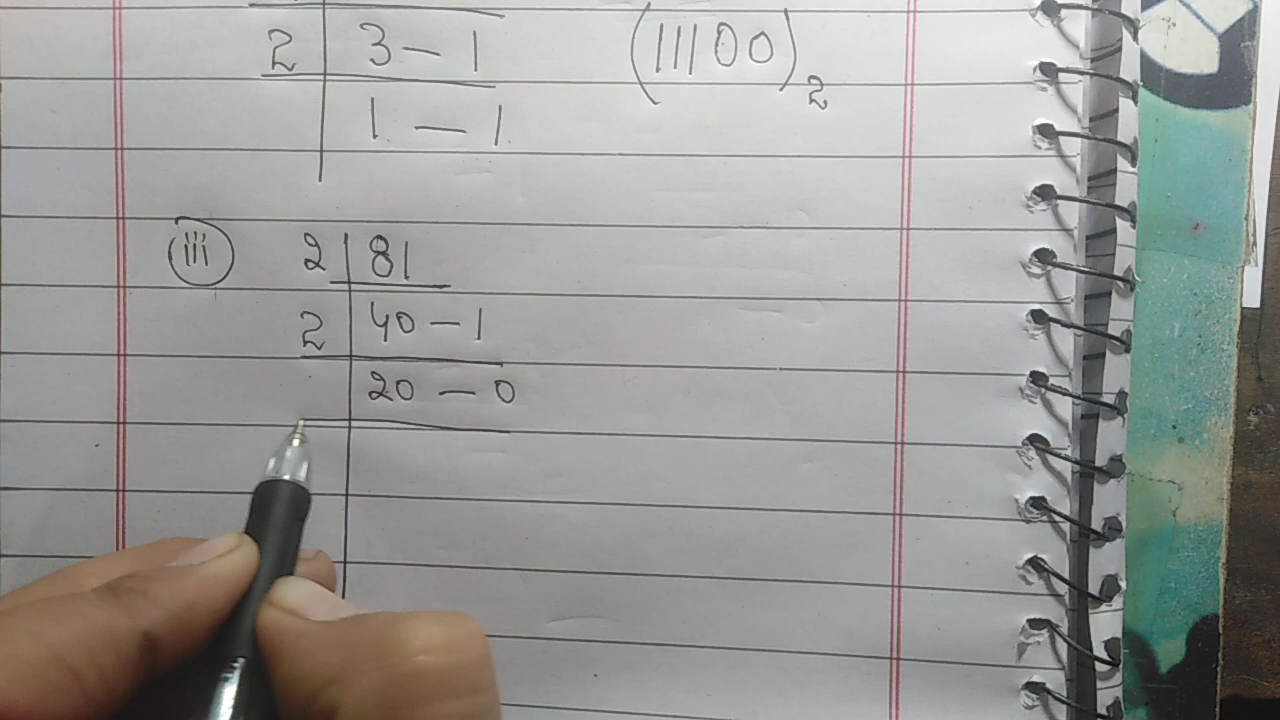 2 3 - 1 (11100)2
1 - 1
iii 2 81
2 40 - 1
20 - 0